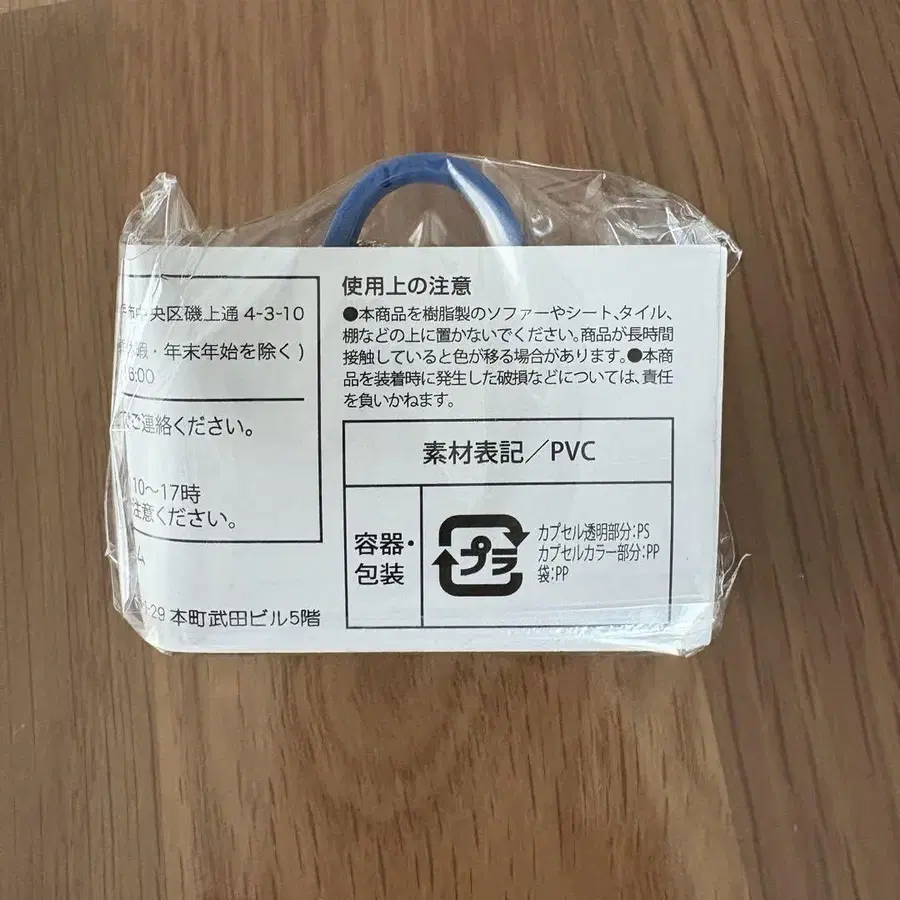 市中央区磯上通 4-3-10
暇・年末年始を除く)
6:00
ご連絡ください。
10〜17時
注意ください。
ム
-29 本町武田ビル5階
使用上の注意
●本商品を樹脂製のソファーやシート、タイル、
棚などの上に置かないでください。商品が長時間
接触していると色が移る場合があります。●本商
品を装着時に発生した破損などについては、責任
を負いかねます。
素材表記/PVC
容器・
包装
プラ
カプセル透明部分:PS
カプセルカラー部分:PP
袋:PP